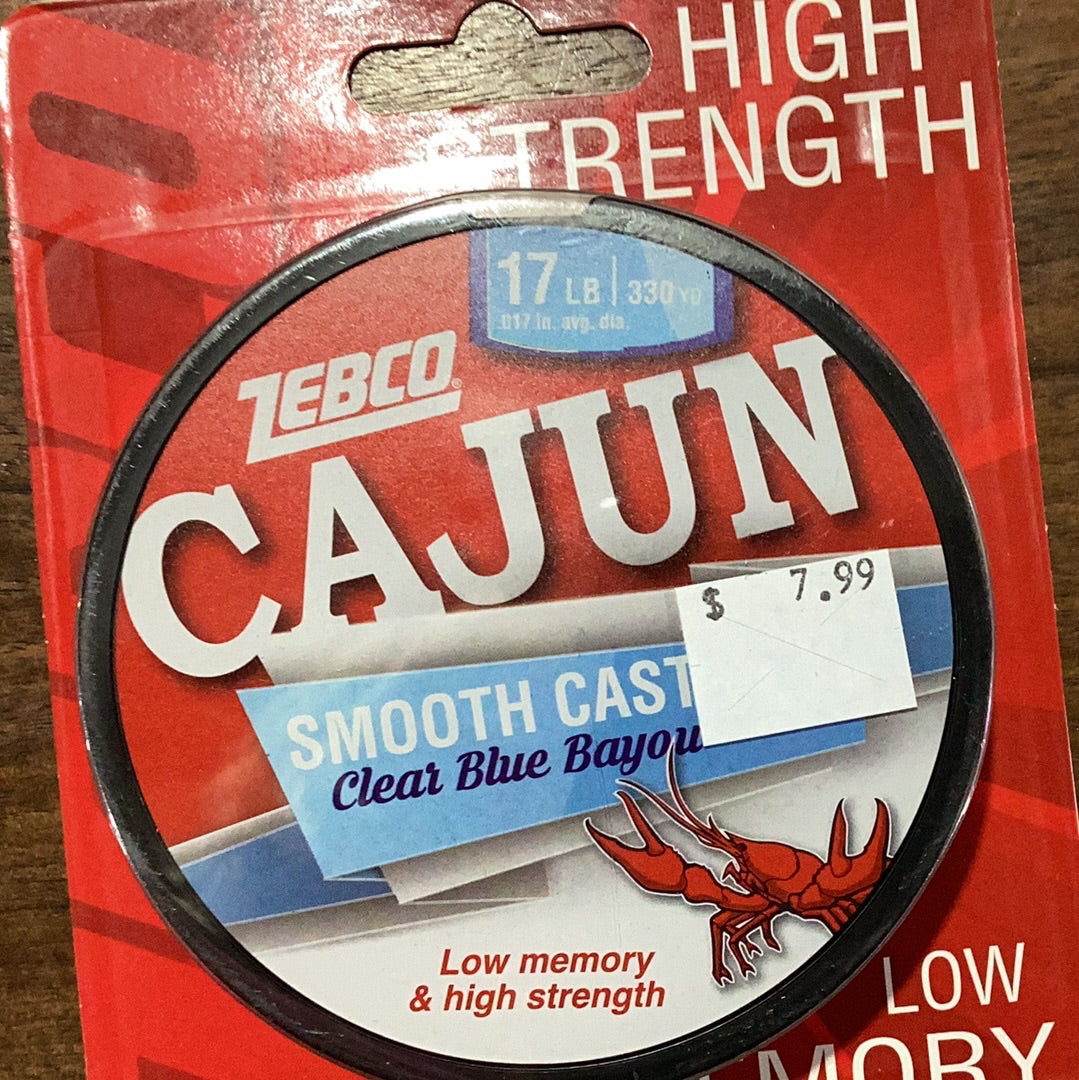 HIGH
STRENGTH
17 LB | 330 YD
.017 in. avg. dia.
ZEBCO®
CAJUN
$ 7.99
SMOOTH CAST
Clear Blue Bayou
Low memory
& high strength
LOW
MORY